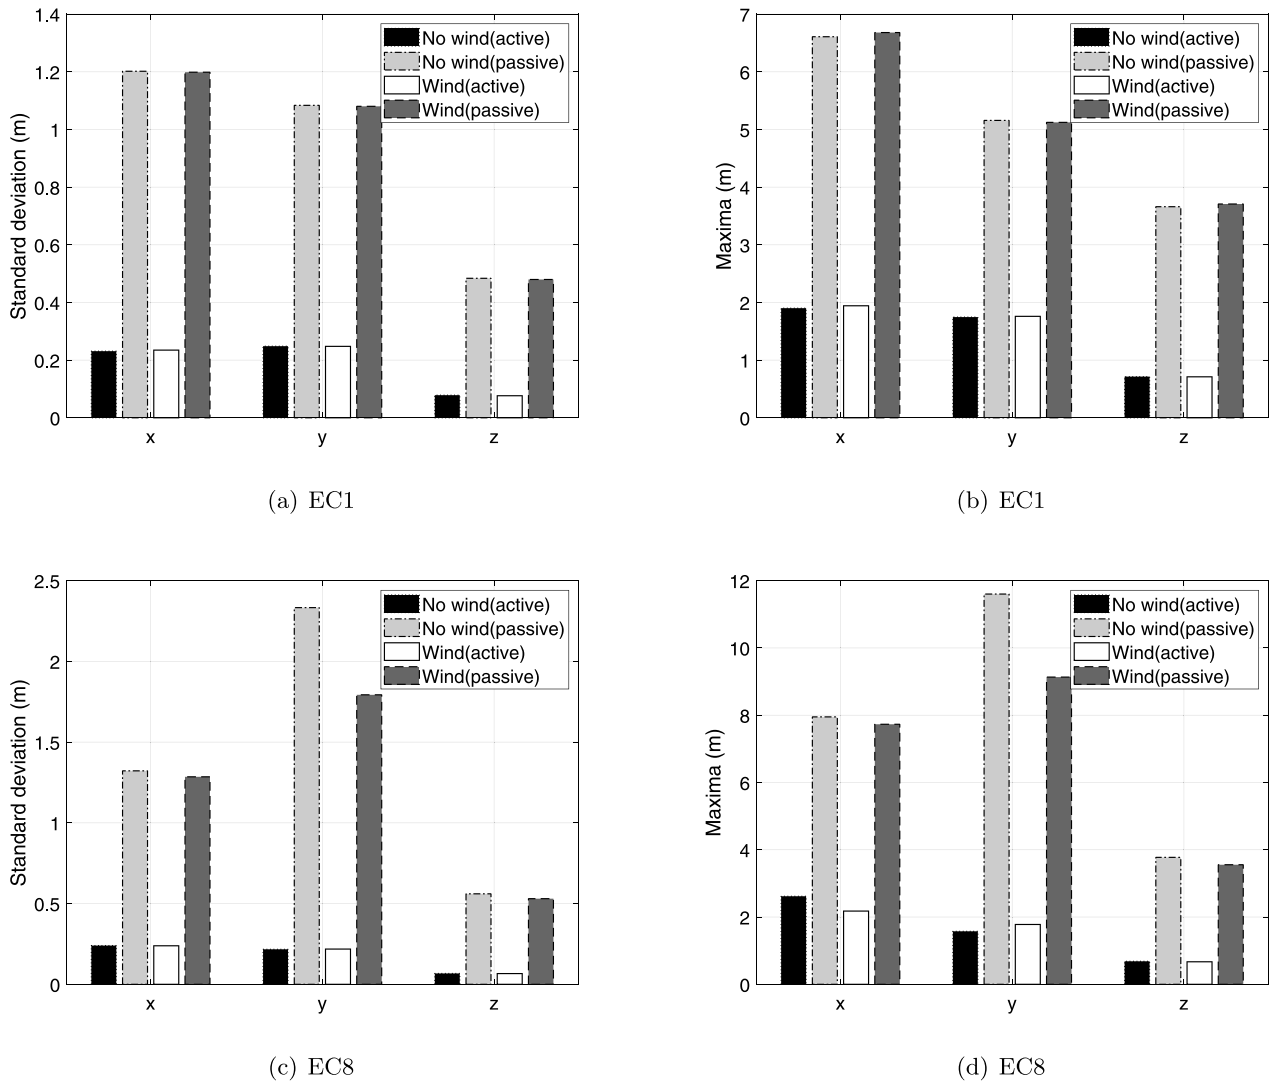 1.4
1.2
1
0.8
0.6
0.4
0.2
0
Standard deviation (m)
x
y
z
No wind(active)
No wind(passive)
Wind(active)
Wind(passive)
(a) EC1
7
6
5
4
3
2
1
0
Maxima (m)
x
y
z
No wind(active)
No wind(passive)
Wind(active)
Wind(passive)
(b) EC1
2.5
2
1.5
1
0.5
0
Standard deviation (m)
x
y
z
No wind(active)
No wind(passive)
Wind(active)
Wind(passive)
(c) EC8
12
10
8
6
4
2
0
Maxima (m)
x
y
z
No wind(active)
No wind(passive)
Wind(active)
Wind(passive)
(d) EC8